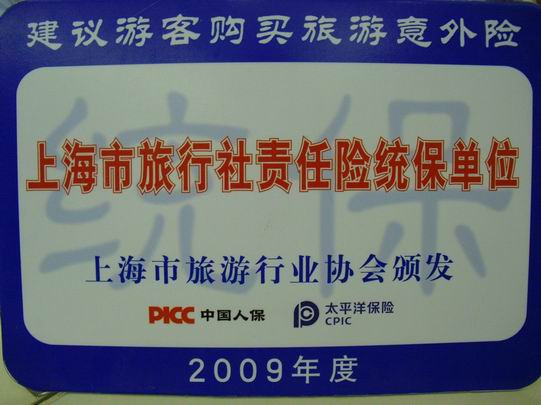 建议游客购买旅游意外险
统保
上海市旅行社责任险统保单位
上海市旅游行业协会颁发
PICC 中国人保 太平洋保险
CPIC
2009年度